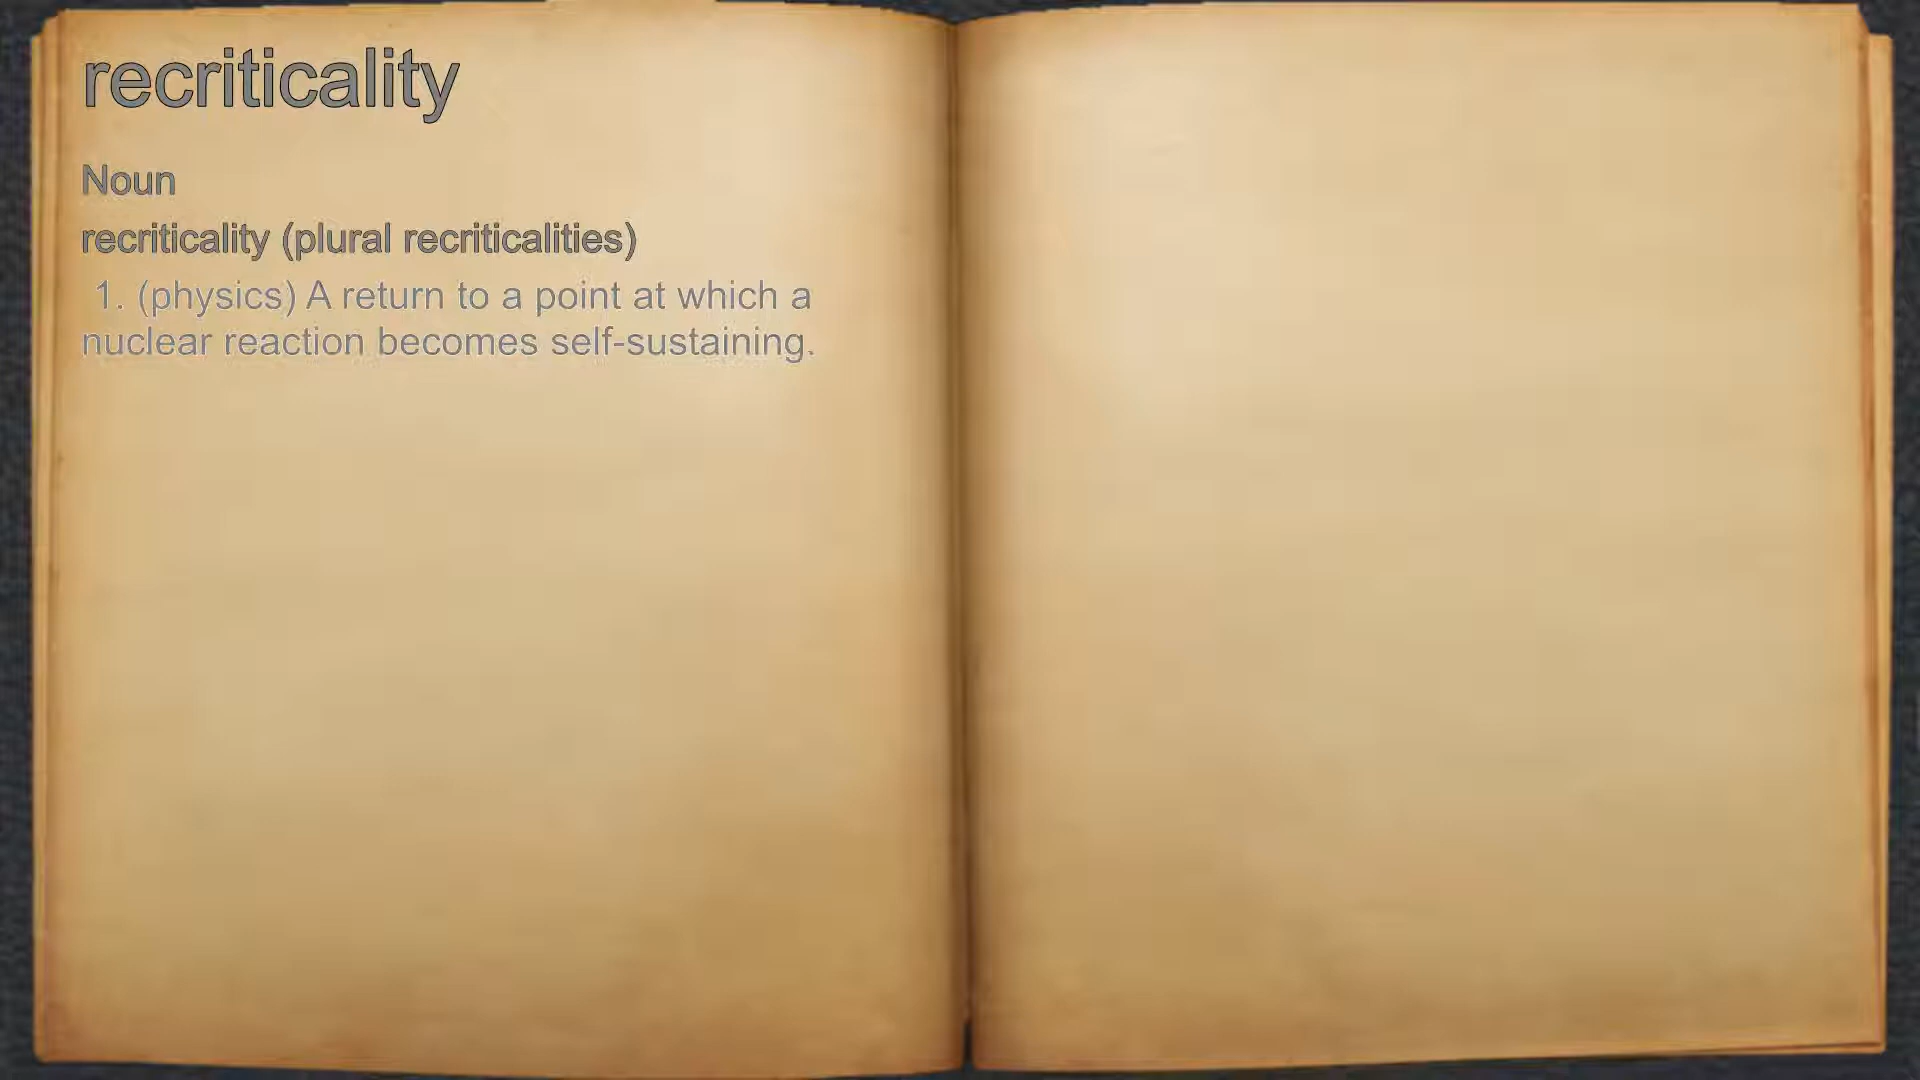 recriticality
Noun
recriticality (plural recriticalities)
1. (physics) A return to a point at which a
nuclear reaction becomes self-sustaining.